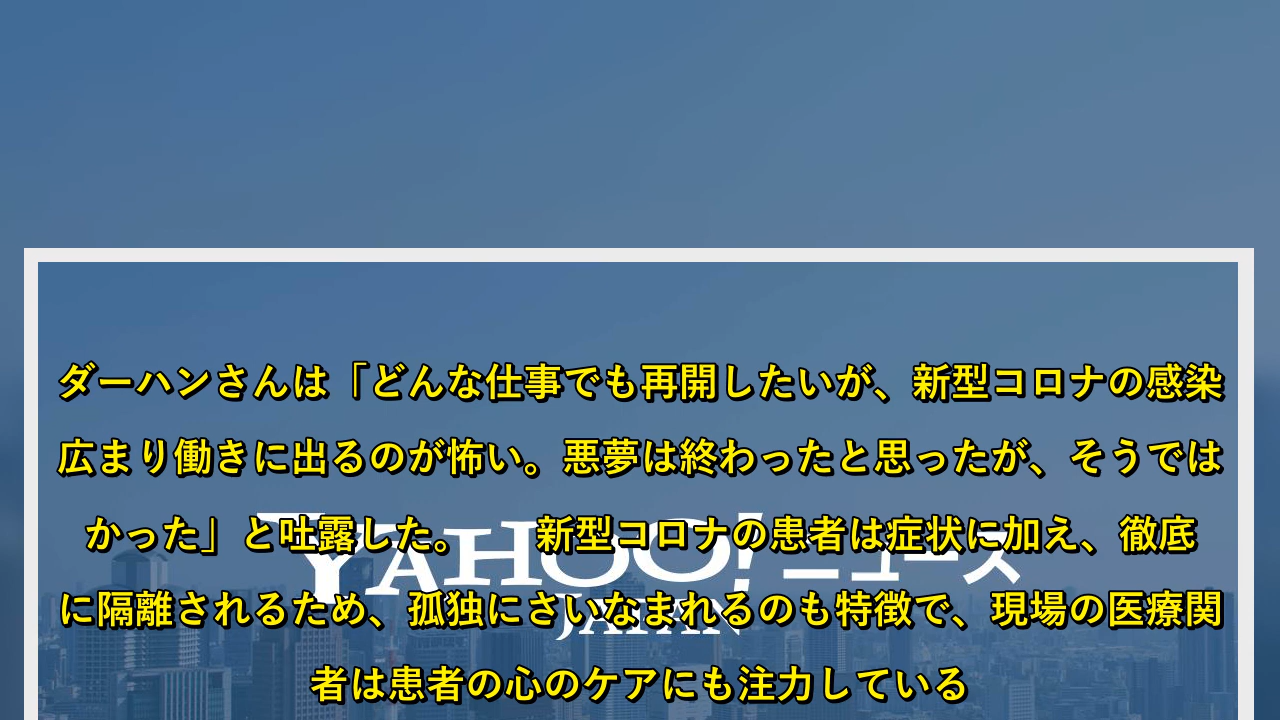 ダーハンさんは「どんな仕事でも再開したいが、新型コロナの感染
広まり働きに出るのが怖い。悪夢は終わったと思ったが、そうでは
かった」と吐露した。　　新型コロナの患者は症状に加え、徹底
に隔離されるため、孤独にさいなまれるのも特徴で、現場の医療関
者は患者の心のケアにも注力している
YAHOO!ニュース
JAPAN